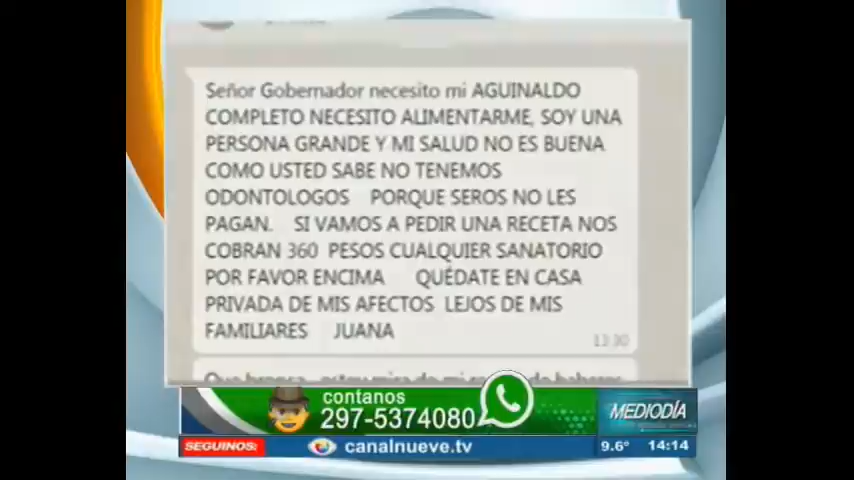 Señor Gobernador necesito mi AGUINALDO
COMPLETO NECESITO ALIMENTARME, SOY UNA
PERSONA GRANDE Y MI SALUD NO ES BUENA
COMO USTED SABE NO TENEMOS
ODONTOLOGOS PORQUE SEROS NO LES
PAGAN. SI VAMOS A PEDIR UNA RECETA NOS
COBRAN 360 PESOS CUALQUIER SANATORIO
POR FAVOR ENCIMA QUÉDATE EN CASA
PRIVADA DE MIS AFECTOS LEJOS DE MIS
FAMILIARES JUANA
13:30
contanos
297-5374080
MEDIODÍA
SEGUINOS:
canalnueve.tv
9.6°
14:14